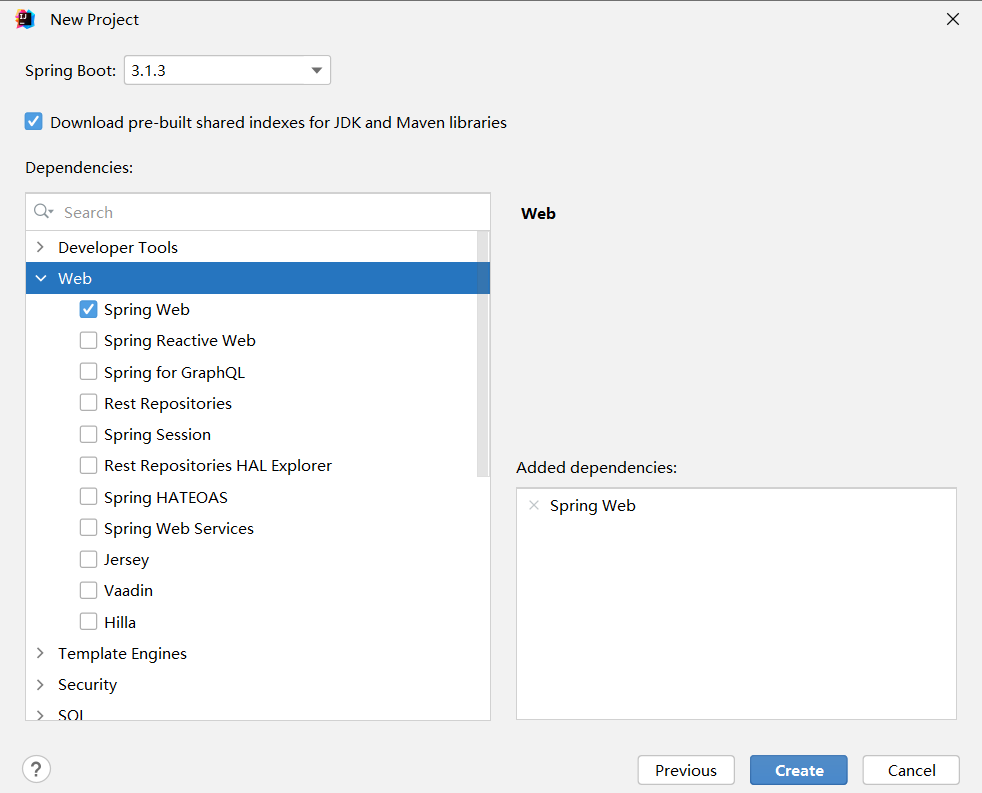 New Project
Spring Boot: 3.1.3
Download pre-built shared indexes for JDK and Maven libraries
Dependencies:
Search
Developer Tools
Web
Spring Web
Spring Reactive Web
Spring for GraphQL
Rest Repositories
Spring Session
Rest Repositories HAL Explorer
Spring HATEOAS
Spring Web Services
Jersey
Vaadin
Hilla
Template Engines
Security
SQL
Web
Added dependencies:
Spring Web
?
Previous
Create
Cancel